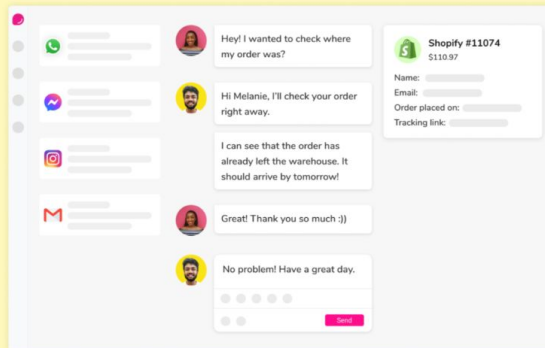 Hey! I wanted to check where
my order was?
Hi Melanie, I'll check your order
right away.
I can see that the order has
already left the warehouse. It
should arrive by tomorrow!
Great! Thank you so much :))
No problem! Have a great day.
Send
Shopify #11074
$110.97
Name:
Email:
Order placed on:
Tracking link: